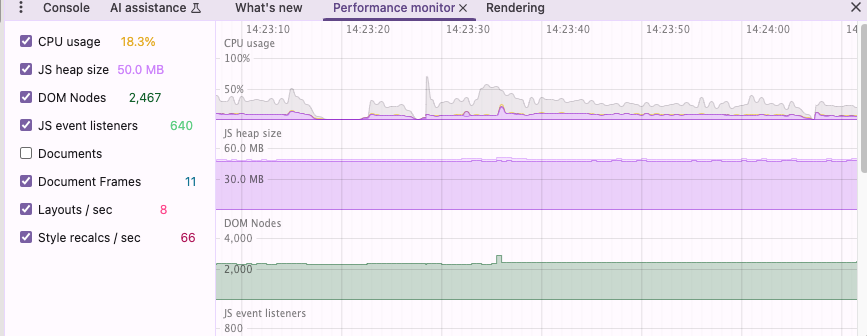 Console AI assistance What's new Performance monitor Rendering
14:23:10 14:23:20 14:23:30 14:23:40 14:23:50 14:24:00 14
CPU usage 18.3%
JS heap size 50.0 MB
DOM Nodes 2,467
JS event listeners 640
Documents
Document Frames 11
Layouts / sec 8
Style recalcs / sec 66
CPU usage
100%
50%
JS heap size
60.0 MB
30.0 MB
DOM Nodes
4,000
2,000
JS event listeners
800